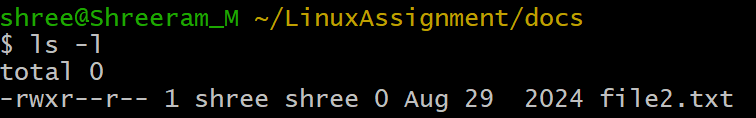 shree@Shreeram_M ~/LinuxAssignment/docs
$ ls -l
total 0
-rwxr--r-- 1 shree shree 0 Aug 29  2024 file2.txt